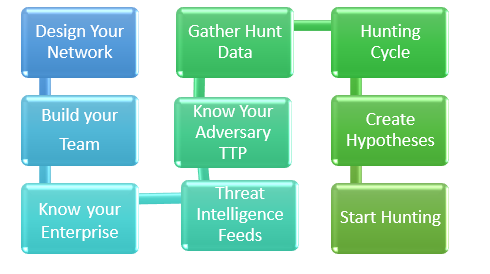 Design Your
Network
Build your
Team
Know your
Enterprise
Threat
Intelligence
Feeds
Know Your
Adversary
TTP
Gather Hunt
Data
Hunting
Cycle
Create
Hypotheses
Start Hunting